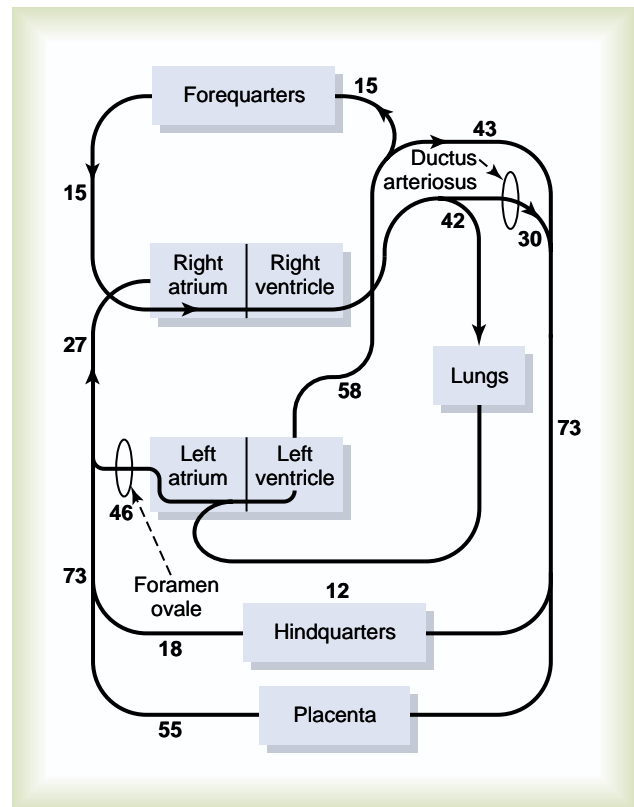 Forequarters
15
43
Ductus
arteriosus
15
42
30
Right
atrium
Right
ventricle
27
Lungs
58
73
Left
atrium
Left
ventricle
46
73
Foramen
ovale
12
Hindquarters
18
Placenta
55